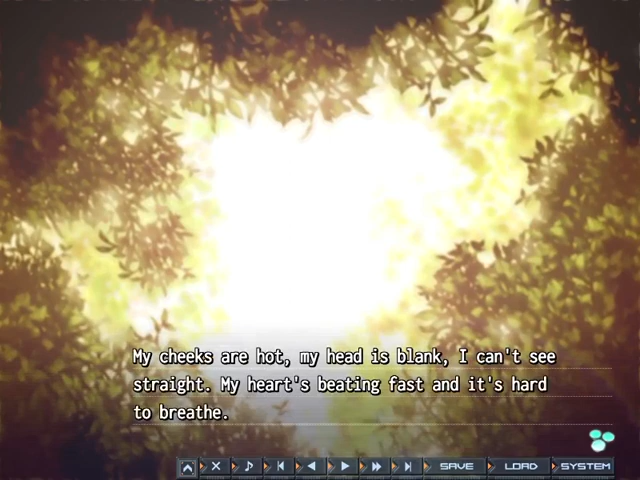 My cheeks are hot, my head is blank, I can't see
straight. My heart's beating fast and it's hard
to breathe.
SAVE LOAD SYSTEM